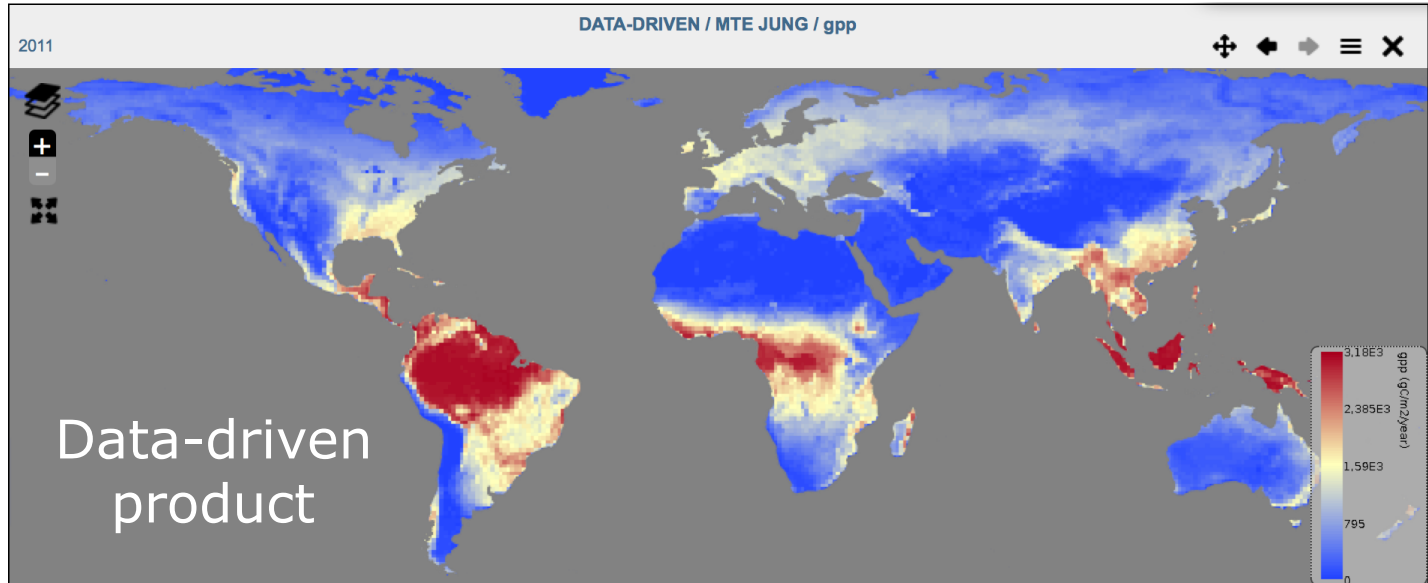 DATA-DRIVEN / MTE JUNG / gpp
2011
+
−
Data-driven
product
3,18E3
2,385E3
1,59E3
795
0
gpp (gC/m2/year)